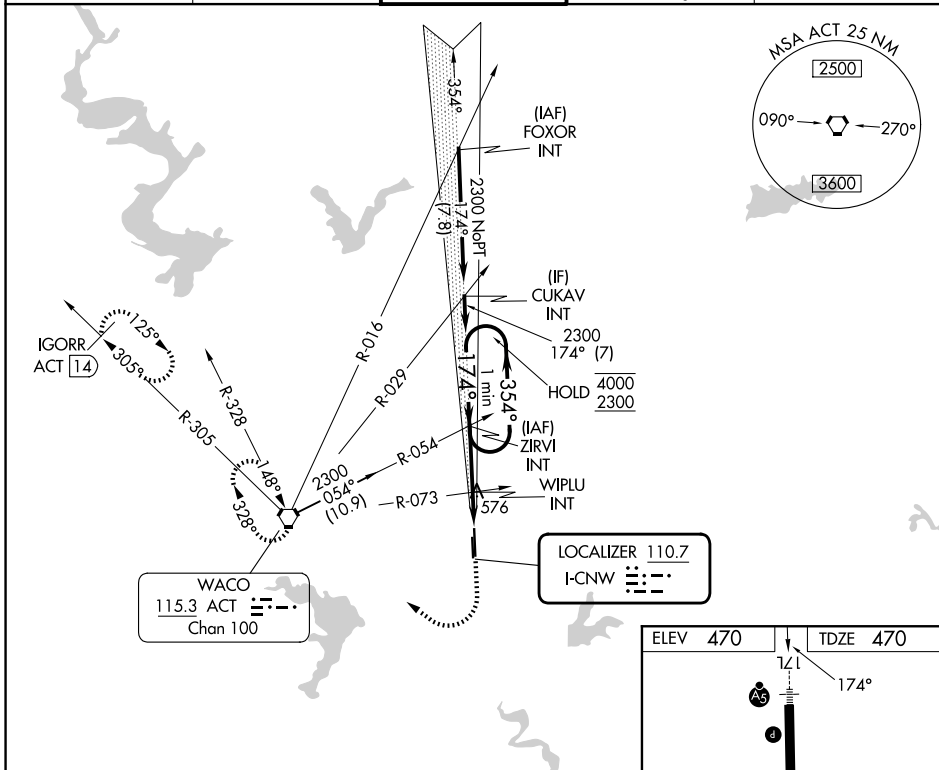 MSA ACT 25 NM
2500
090°
270°
3600
354°
(IAF)
FOXOR
INT
2300 NoPT
174°
(7.8)
(IF)
CUKAV
INT
2300
174° (7)
R-016
R-029
IGORR
ACT 14
125°
305°
R-305
R-328
148°
328°
HOLD 4000
2300
174°
1 min
354°
(IAF)
ZIRVI
INT
R-054
2300
054°
(10.9)
R-073
WIPLU
INT
576
WACO
115.3 ACT
Chan 100
LOCALIZER 110.7
I-CNW
ELEV 470
TDZE 470
17L
174°
A5
d